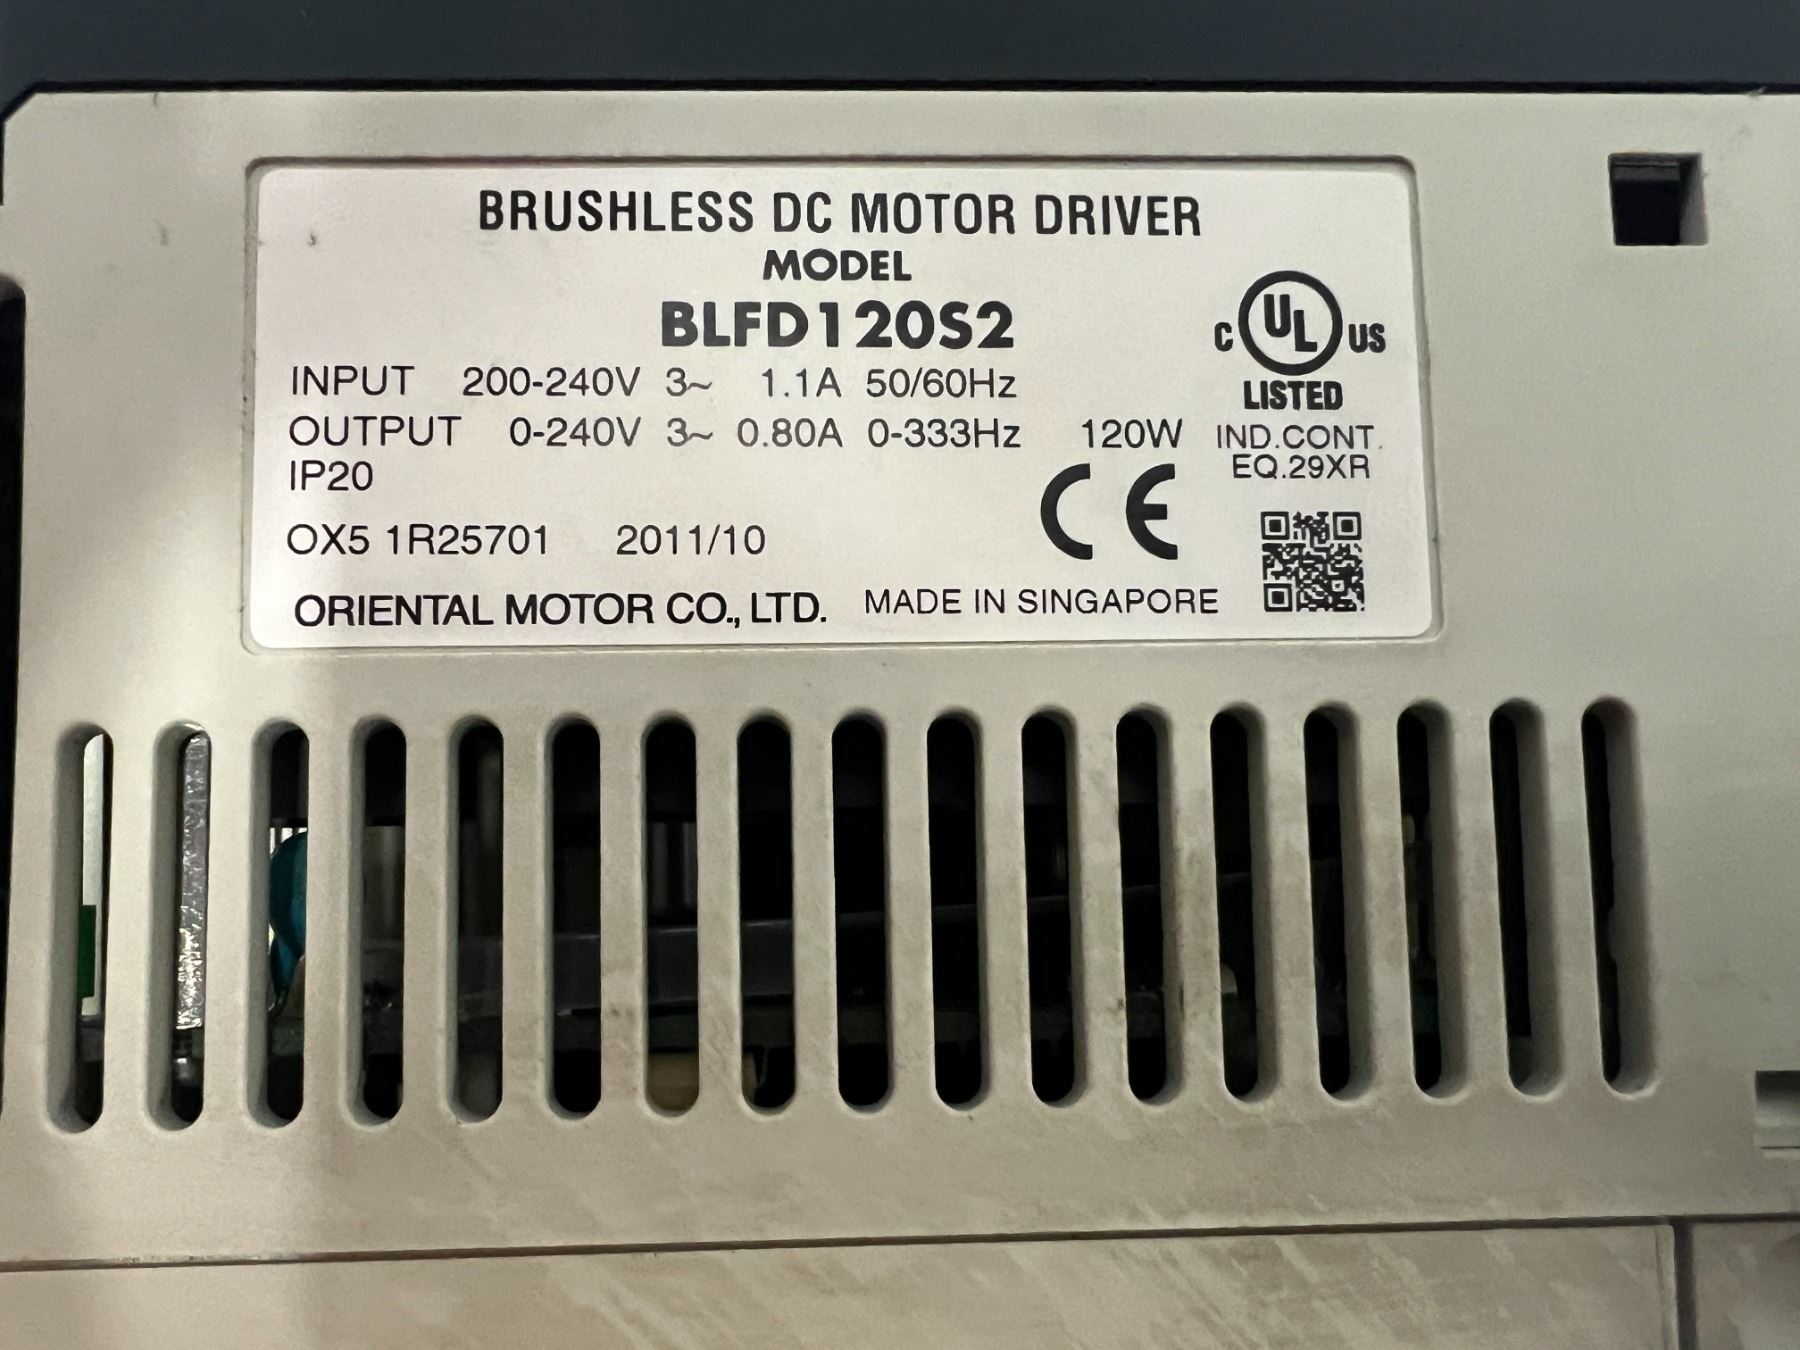 BRUSHLESS DC MOTOR DRIVER
MODEL
BLFD120S2
INPUT 200-240V 3~ 1.1A 50/60Hz
OUTPUT 0-240V 3~ 0.80A 0-333Hz 120W
IP20
OX5 1R25701 2011/10
ORIENTAL MOTOR CO., LTD. MADE IN SINGAPORE
C UL US
LISTED
IND.CONT.
EQ.29XR
CE